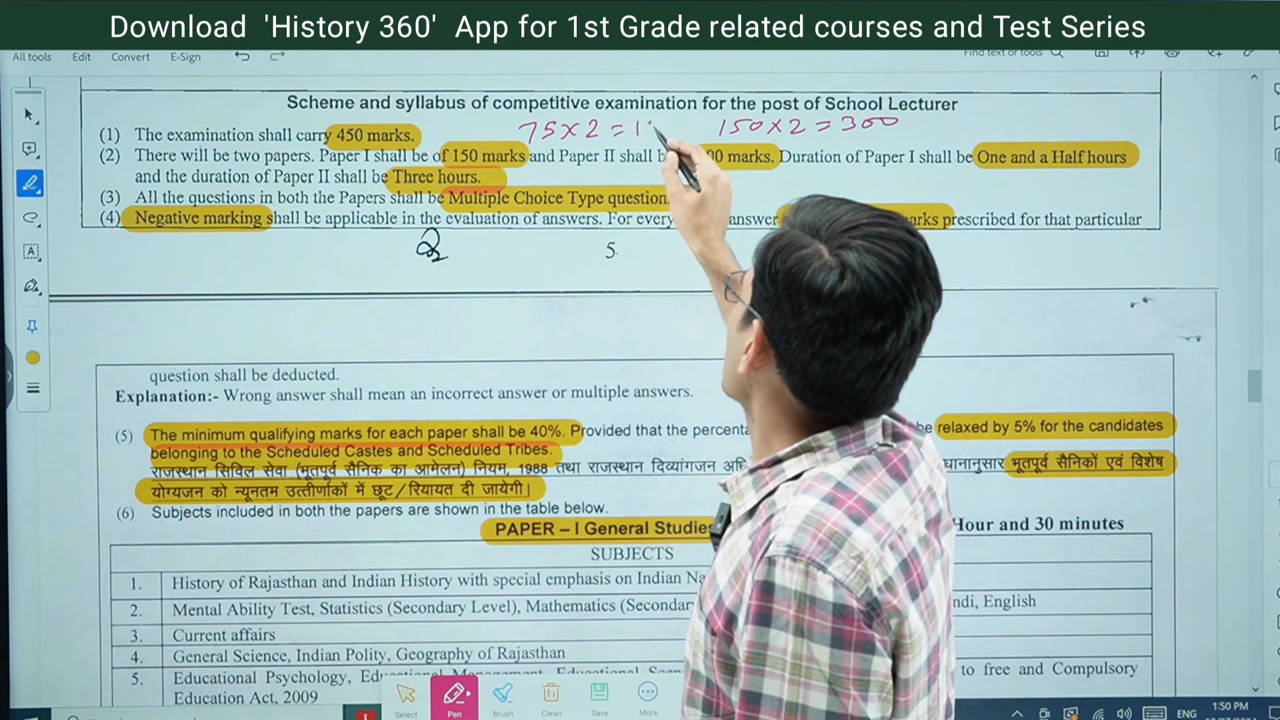 Download 'History 360' App for 1st Grade related courses and Test Series
All tools Edit Convert E-Sign Find text or tools
Scheme and syllabus of competitive examination for the post of School Lecturer
75×2=1 150×2=300
(1) The examination shall carry 450 marks.
(2) There will be two papers. Paper I shall be of 150 marks and Paper II shall 00 marks. Duration of Paper I shall be One and a Half hours
and the duration of Paper II shall be Three hours.
(3) All the questions in both the Papers shall be Multiple Choice Type question
(4) Negative marking shall be applicable in the evaluation of answers. For every answer arks prescribed for that particular
5
question shall be deducted.
Explanation:- Wrong answer shall mean an incorrect answer or multiple answers.
(5) The minimum qualifying marks for each paper shall be 40%. Provided that the percenta be relaxed by 5% for the candidates
belonging to the Scheduled Castes and Scheduled Tribes.
राजस्थान सिविल सेवा (भूतपूर्व सैनिक का आमेलन) नियम, 1988 तथा राजस्थान दिव्यांगजन अधि धानानुसार भूतपूर्व सैनिकों एवं विशेष
योग्यजन को न्यूनतम उत्तीर्णाकों में छूट/रियायत दी जायेगी।
(6) Subjects included in both the papers are shown in the table below.
PAPER – I General Studies Hour and 30 minutes
SUBJECTS
1. History of Rajasthan and Indian History with special emphasis on Indian Na
2. Mental Ability Test, Statistics (Secondary Level), Mathematics (Secondar ndi, English
3. Current affairs
4. General Science, Indian Polity, Geography of Rajasthan
5. Educational Psychology, to free and Compulsory
Education Act, 2009
Select Pen Brush Clean Save More
ENG 1:50 PM